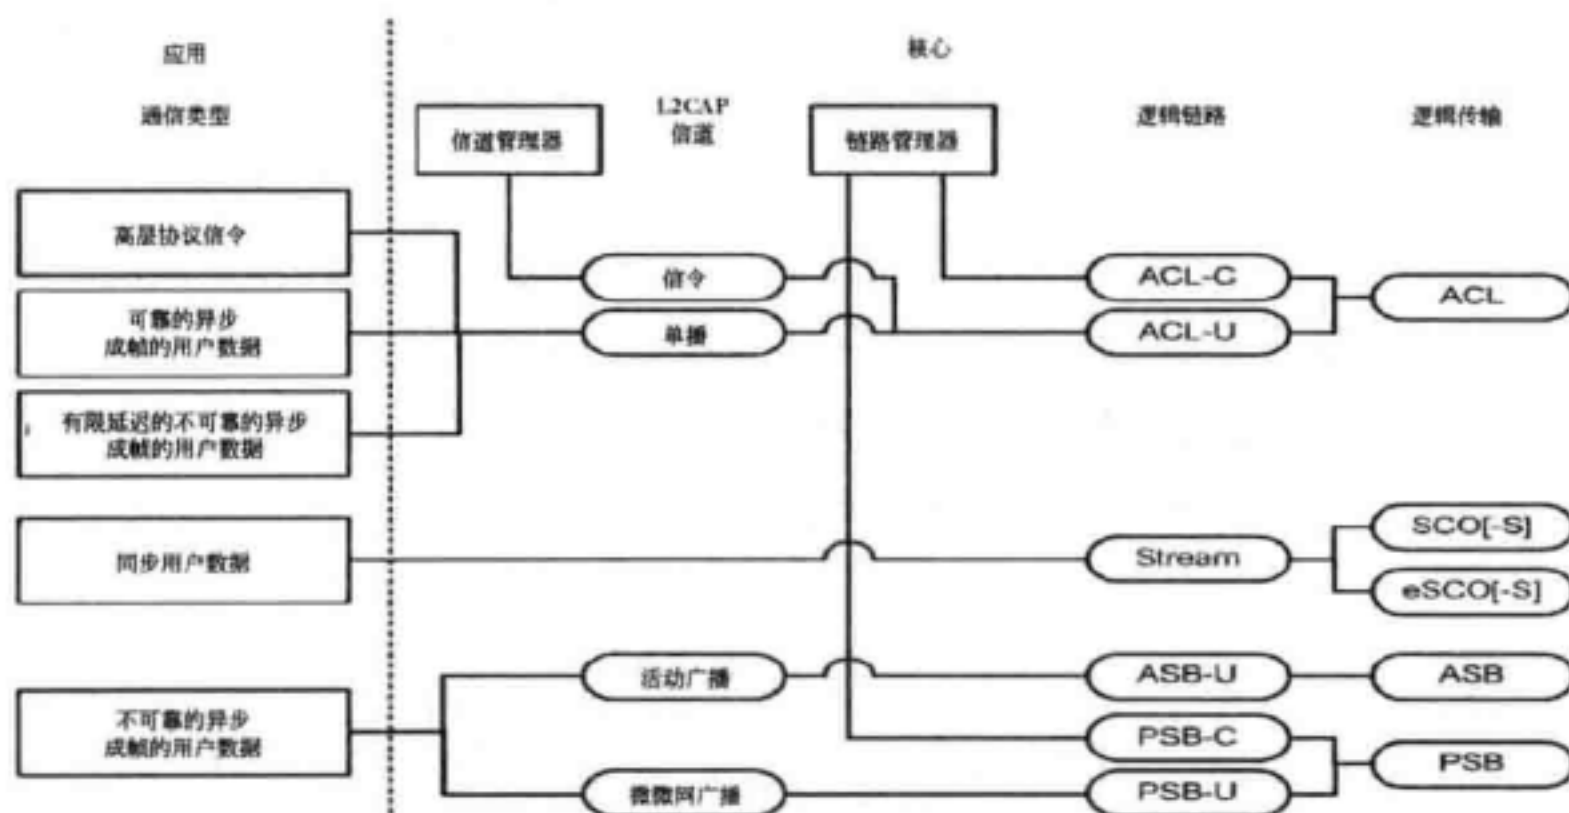 应用
核心
通信类型
信道管理器
L2CAP
信道
链路管理器
逻辑链路
逻辑传输
高层协议信令
信令
ACL-C
ACL
可靠的异步
成帧的用户数据
单播
ACL-U
有限延迟的不可靠的异步
成帧的用户数据
同步用户数据
Stream
SCO[-S]
eSCO[-S]
不可靠的异步
成帧的用户数据
活动广播
ASB-U
ASB
PSB-C
PSB
微微网广播
PSB-U